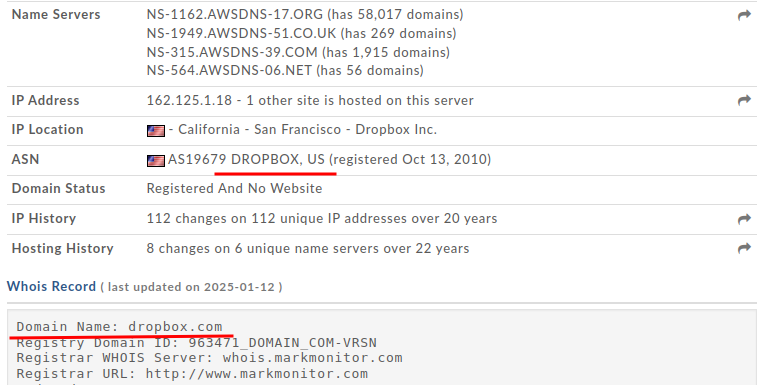 Name Servers NS-1162.AWSDNS-17.ORG (has 58,017 domains)
NS-1949.AWSDNS-51.CO.UK (has 269 domains)
NS-315.AWSDNS-39.COM (has 1,915 domains)
NS-564.AWSDNS-06.NET (has 56 domains)
IP Address 162.125.1.18 - 1 other site is hosted on this server
IP Location - California - San Francisco - Dropbox Inc.
ASN AS19679 DROPBOX, US (registered Oct 13, 2010)
Domain Status Registered And No Website
IP History 112 changes on 112 unique IP addresses over 20 years
Hosting History 8 changes on 6 unique name servers over 22 years
Whois Record ( last updated on 2025-01-12 )
Domain Name: dropbox.com
Registry Domain ID: 963471_DOMAIN_COM-VRSN
Registrar WHOIS Server: whois.markmonitor.com
Registrar URL: http://www.markmonitor.com